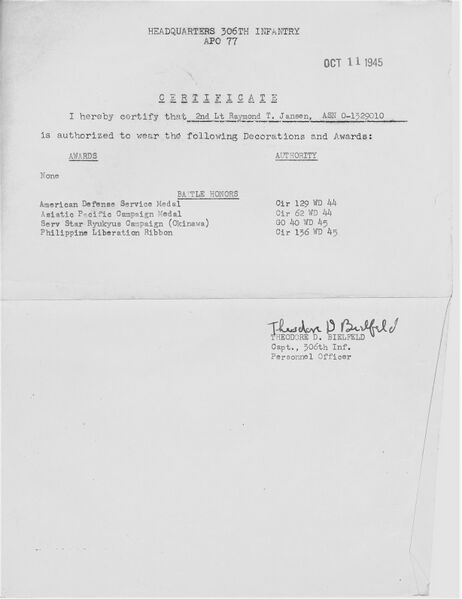 HEADQUARTERS 306TH INFANTRY
APO 77
OCT 11 1945
CERTIFICATE
I hereby certify that 2nd Lt Raymond T. Jansen, ASN O-1329010
is authorized to wear the following Decorations and Awards:
AWARDS AUTHORITY
None
BATTLE HONORS
American Defense Service Medal Cir 129 WD 44
Asiatic Pacific Campaign Medal Cir 62 WD 44
Serv Star Ryukyus Campaign (Okinawa) GO 40 WD 45
Philippine Liberation Ribbon Cir 136 WD 45
Theodore D Bielfeld
THEODORE D. BIELFELD
Capt., 306th Inf.
Personnel Officer